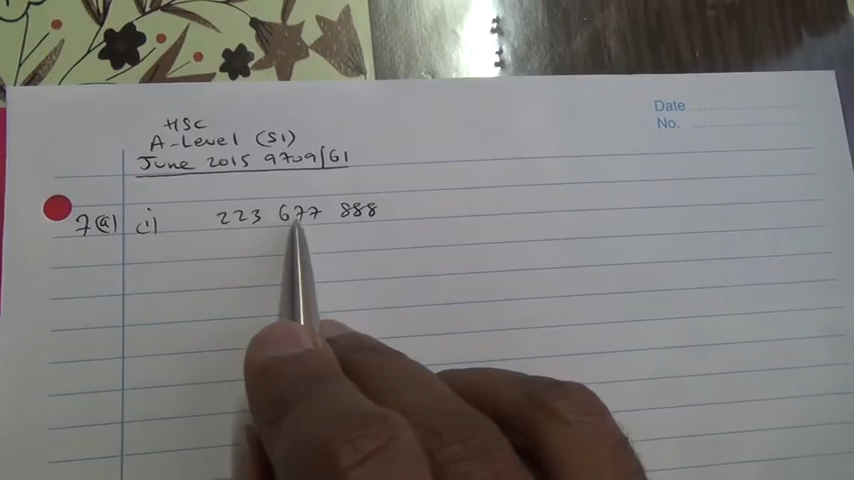 Date
No.
HSC
A-Level (S1)
June 2015 9709/61
7(a) (i) 223 677 888